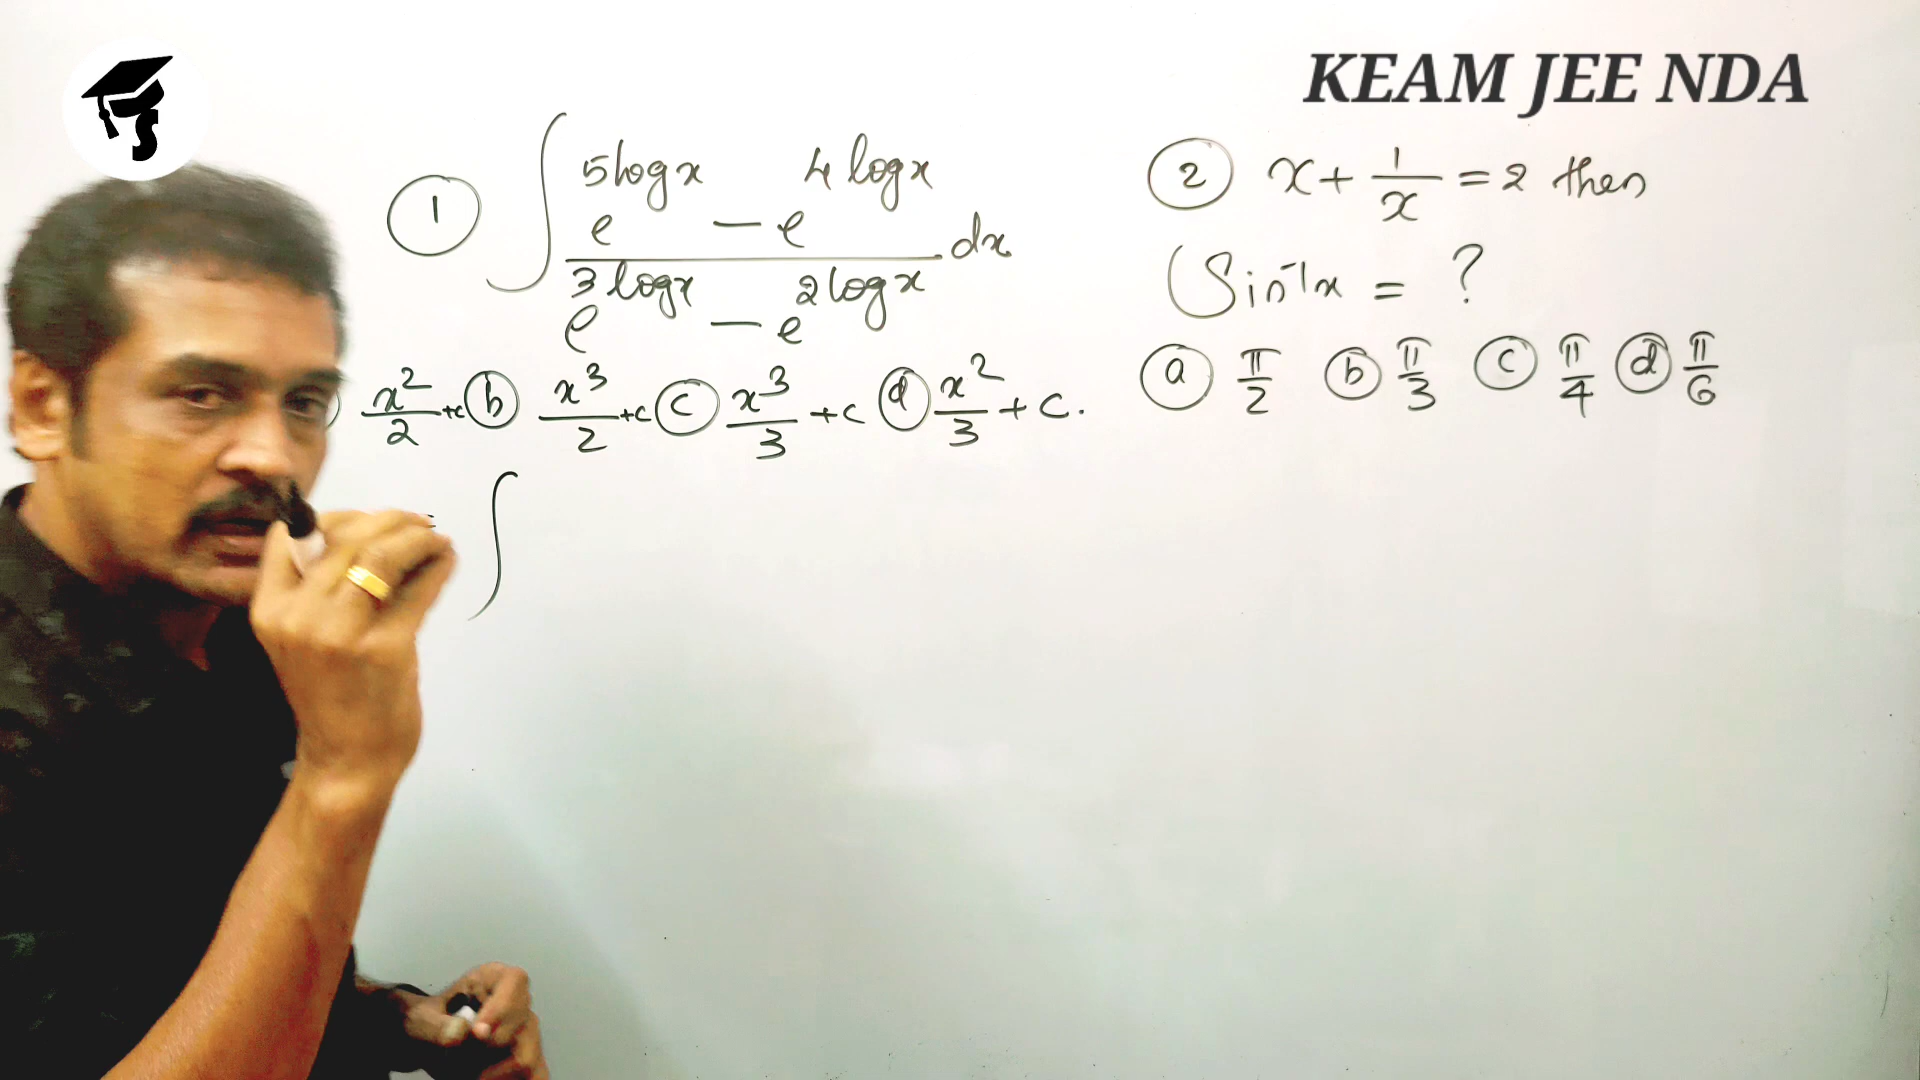 KEAM JEE NDA
① ∫ (e^{5logx} − e^{4logx}) / (e^{3logx} − e^{2logx}) dx
x²/2 +c ⓑ x³/2 +c ⓒ x³/3 + c ⓓ x²/3 + c.
= ∫
② x + 1/x = 2 then
Sin⁻¹x = ?
ⓐ π/2 ⓑ π/3 ⓒ π/4 ⓓ π/6